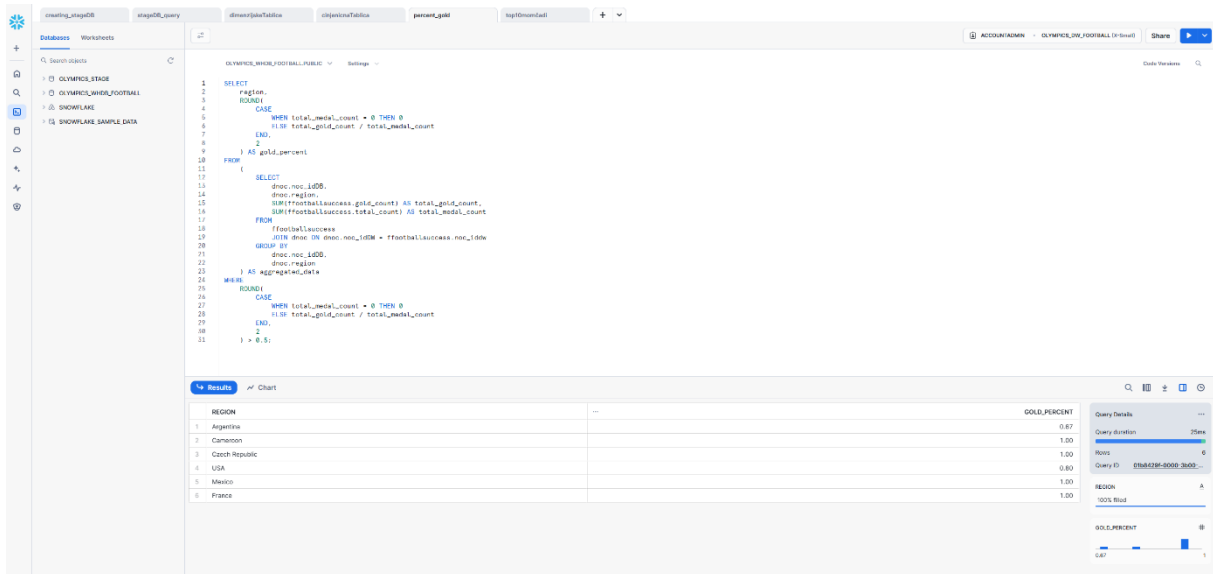 creating_stageDB stageDB_query dimenzijskeTablice cinjenicneTablice percent_gold top10momcladi + 
Databases Worksheets
ACCOUNTADMIN · OLYMPICS_DW_FOOTBALL (X-Small) Share
Search objects
OLYMPICS_STAGE
OLYMPICS_WHDB_FOOTBALL
SNOWFLAKE
SNOWFLAKE_SAMPLE_DATA
OLYMPICS_WHDB_FOOTBALL.PUBLIC Settings Code Versions
1 SELECT
2 region,
3 ROUND(
4 CASE
5 WHEN total_medal_count = 0 THEN 0
6 ELSE total_gold_count / total_medal_count
7 END,
8 2
9 ) AS gold_percent
10 FROM
11 (
12 SELECT
13 dnoc.noc_idDB,
14 dnoc.region,
15 SUM(ffootballsuccess.gold_count) AS total_gold_count,
16 SUM(ffootballsuccess.total_count) AS total_medal_count
17 FROM
18 ffootballsuccess
19 JOIN dnoc ON dnoc.noc_idDW = ffootballsuccess.noc_iddw
20 GROUP BY
21 dnoc.noc_idDB,
22 dnoc.region
23 ) AS aggregated_data
24 WHERE
25 ROUND(
26 CASE
27 WHEN total_medal_count = 0 THEN 0
28 ELSE total_gold_count / total_medal_count
29 END,
30 2
31 ) > 0.5;
Results Chart
REGION ... GOLD_PERCENT
1 Argentina 0.67
2 Cameroon 1.00
3 Czech Republic 1.00
4 USA 0.80
5 Mexico 1.00
6 France 1.00
Query Details ...
Query duration 25ms
Rows 6
Query ID
REGION A
100% filled
GOLD_PERCENT #
0.67 1